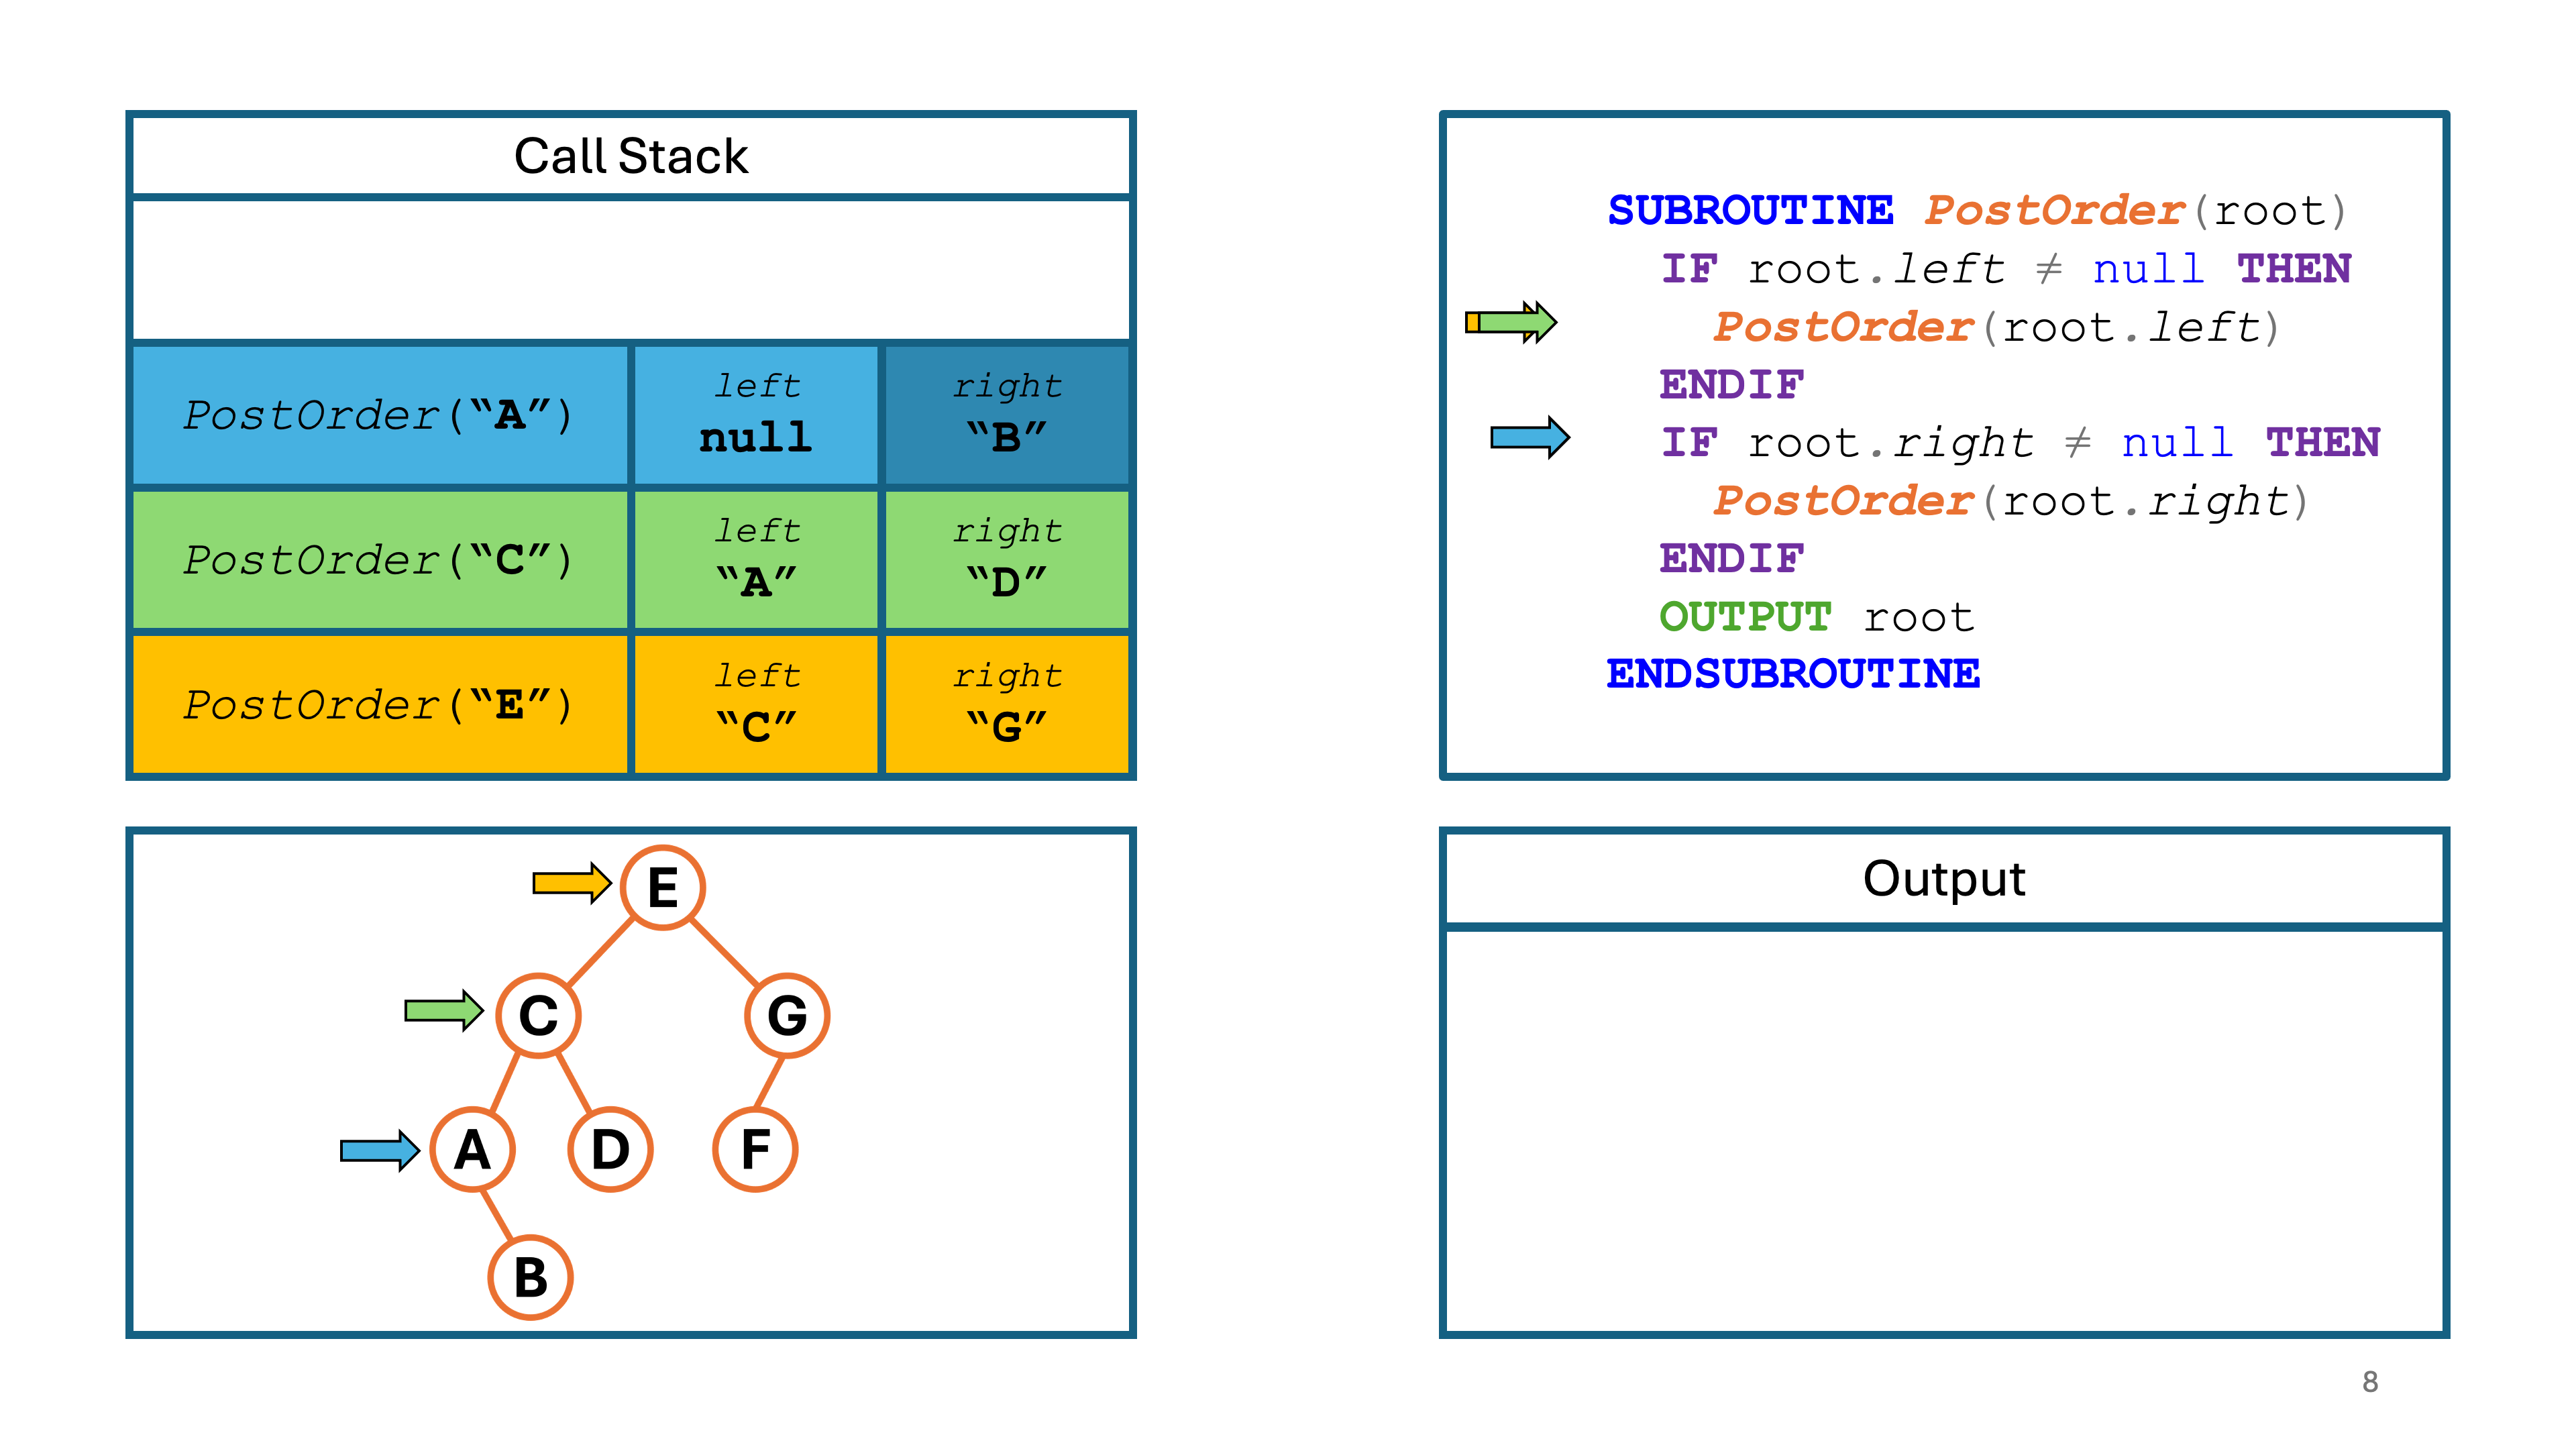 Call Stack
PostOrder(“A”)
left
null
right
“B”
PostOrder(“C”)
left
“A”
right
“D”
PostOrder(“E”)
left
“C”
right
“G”
SUBROUTINE PostOrder(root)
IF root.left ≠ null THEN
PostOrder(root.left)
ENDIF
IF root.right ≠ null THEN
PostOrder(root.right)
ENDIF
OUTPUT root
ENDSUBROUTINE
E
C
G
A
D
F
B
Output
8